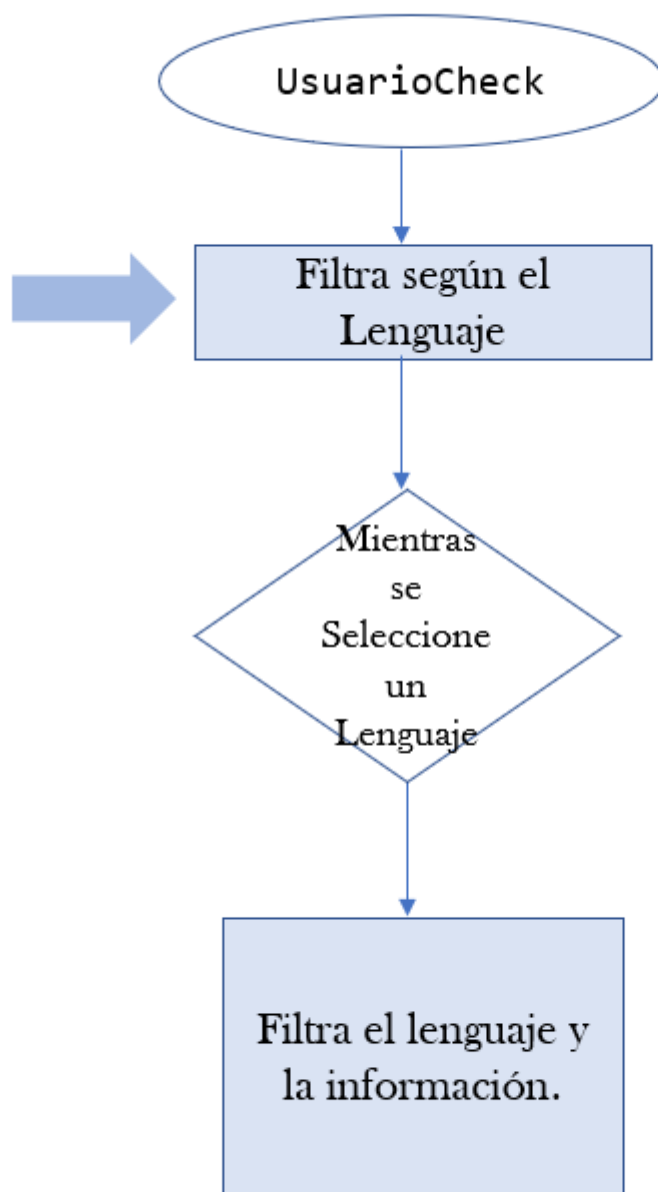 UsuarioCheck
Filtra según el
Lenguaje
Mientras
se
Seleccione
un
Lenguaje
Filtra el lenguaje y
la información.